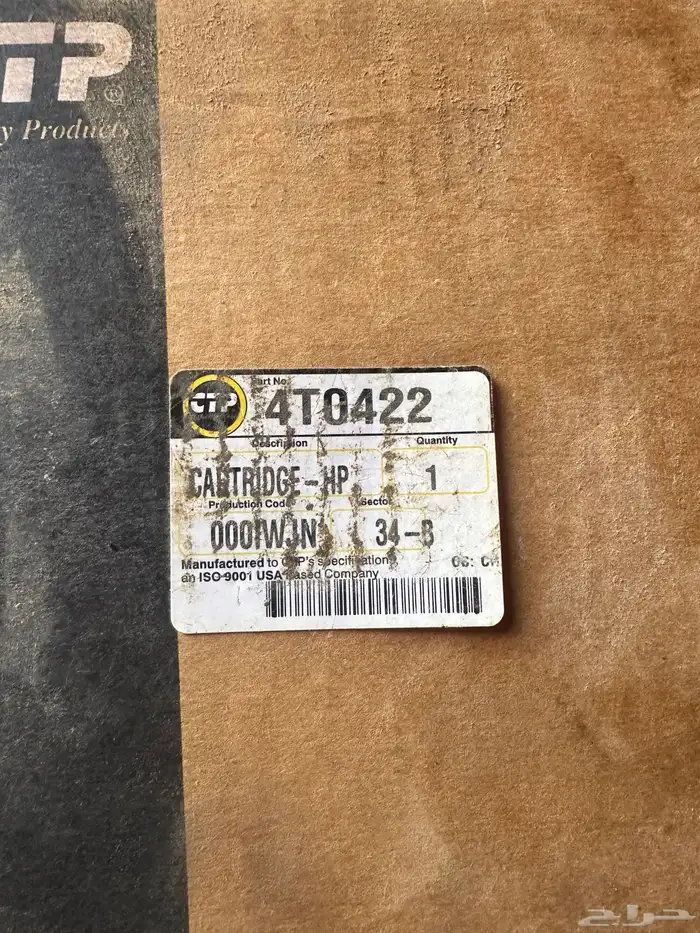 CTP®
y Products
CTP
Part No.
4T0422
Description
Quantity
CARTRIDGE-HP
1
Production Code
Sector
0001WJN
34-B
Manufactured to CTP's specifications
an ISO 9001 USA Based Company
حراج